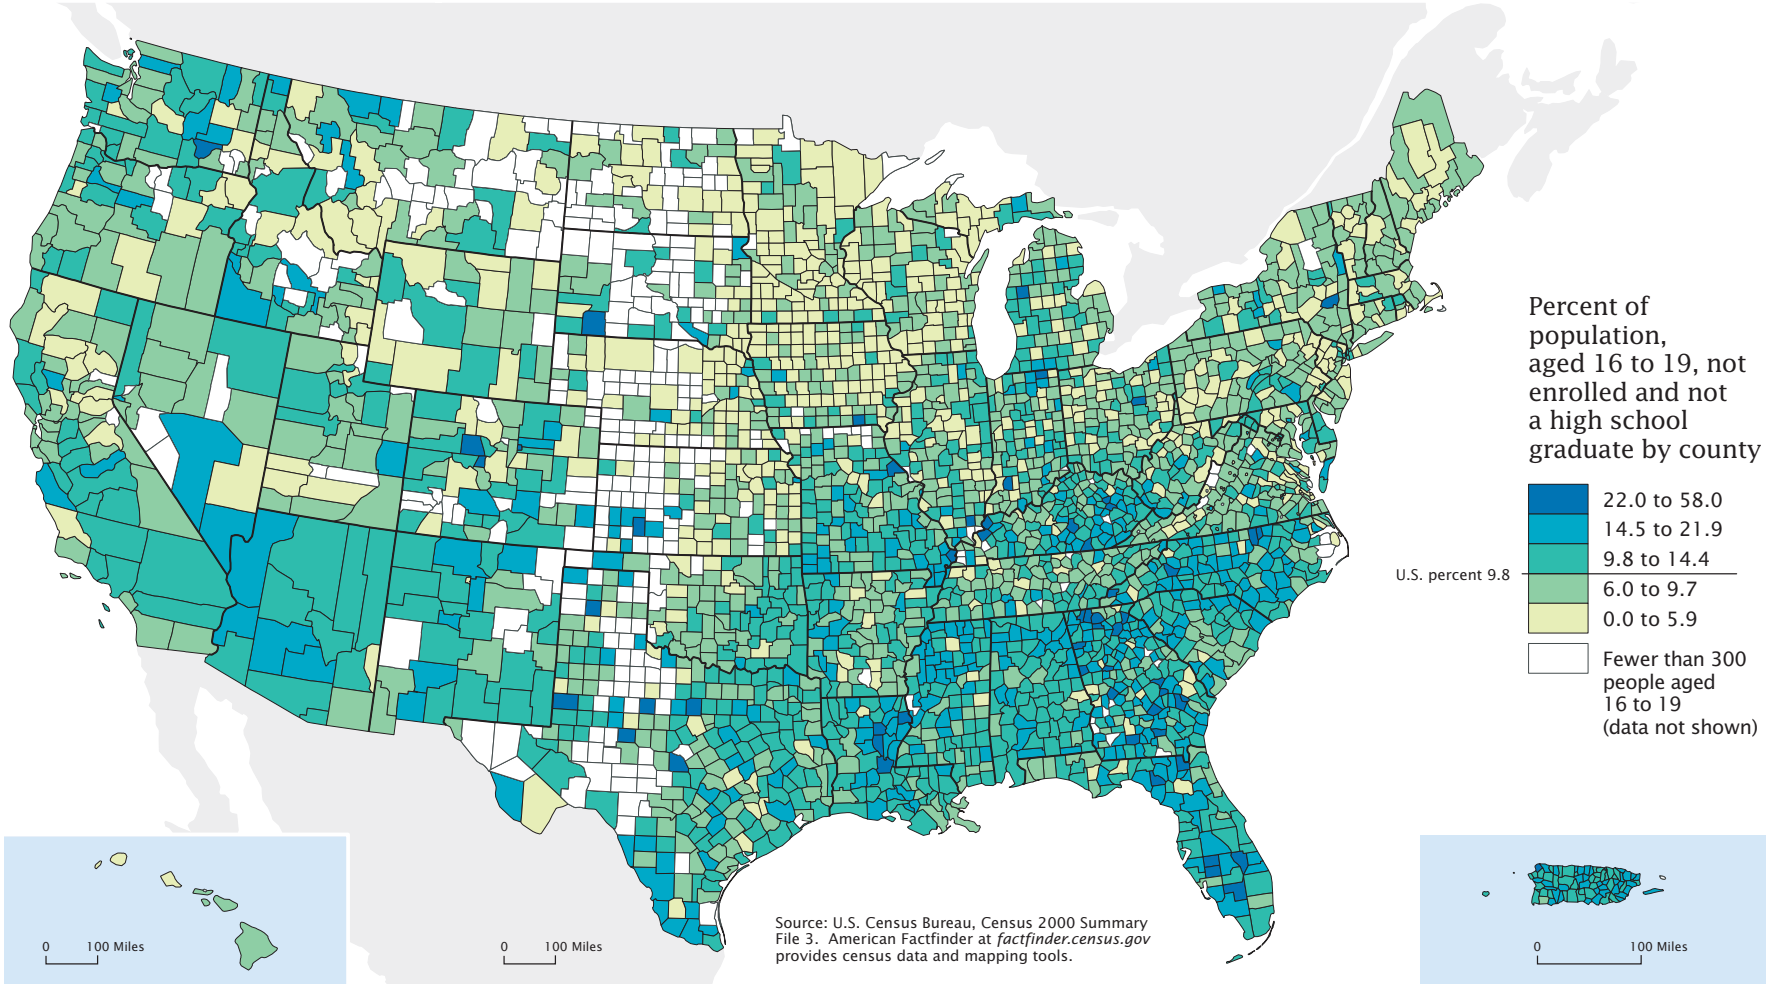 Percent of
population,
aged 16 to 19, not
enrolled and not
a high school
graduate by county
22.0 to 58.0
14.5 to 21.9
9.8 to 14.4
U.S. percent 9.8
6.0 to 9.7
0.0 to 5.9
Fewer than 300
people aged
16 to 19
(data not shown)
0 100 Miles
0 100 Miles
Source: U.S. Census Bureau, Census 2000 Summary
File 3. American Factfinder at factfinder.census.gov
provides census data and mapping tools.
0 100 Miles